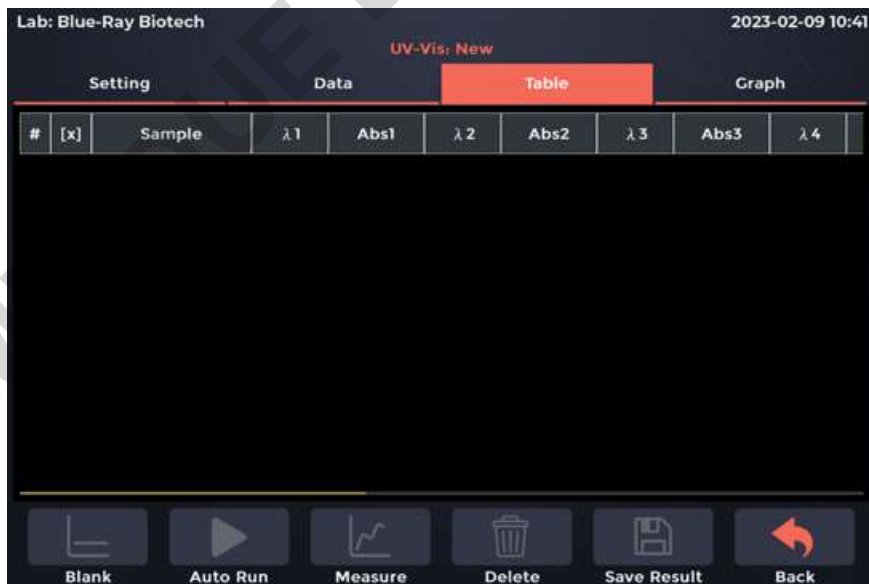 Lab: Blue-Ray Biotech 2023-02-09 10:41
UV-Vis: New
Setting Data Table Graph
# [x] Sample λ1 Abs1 λ2 Abs2 λ3 Abs3 λ4
Blank Auto Run Measure Delete Save Result Back